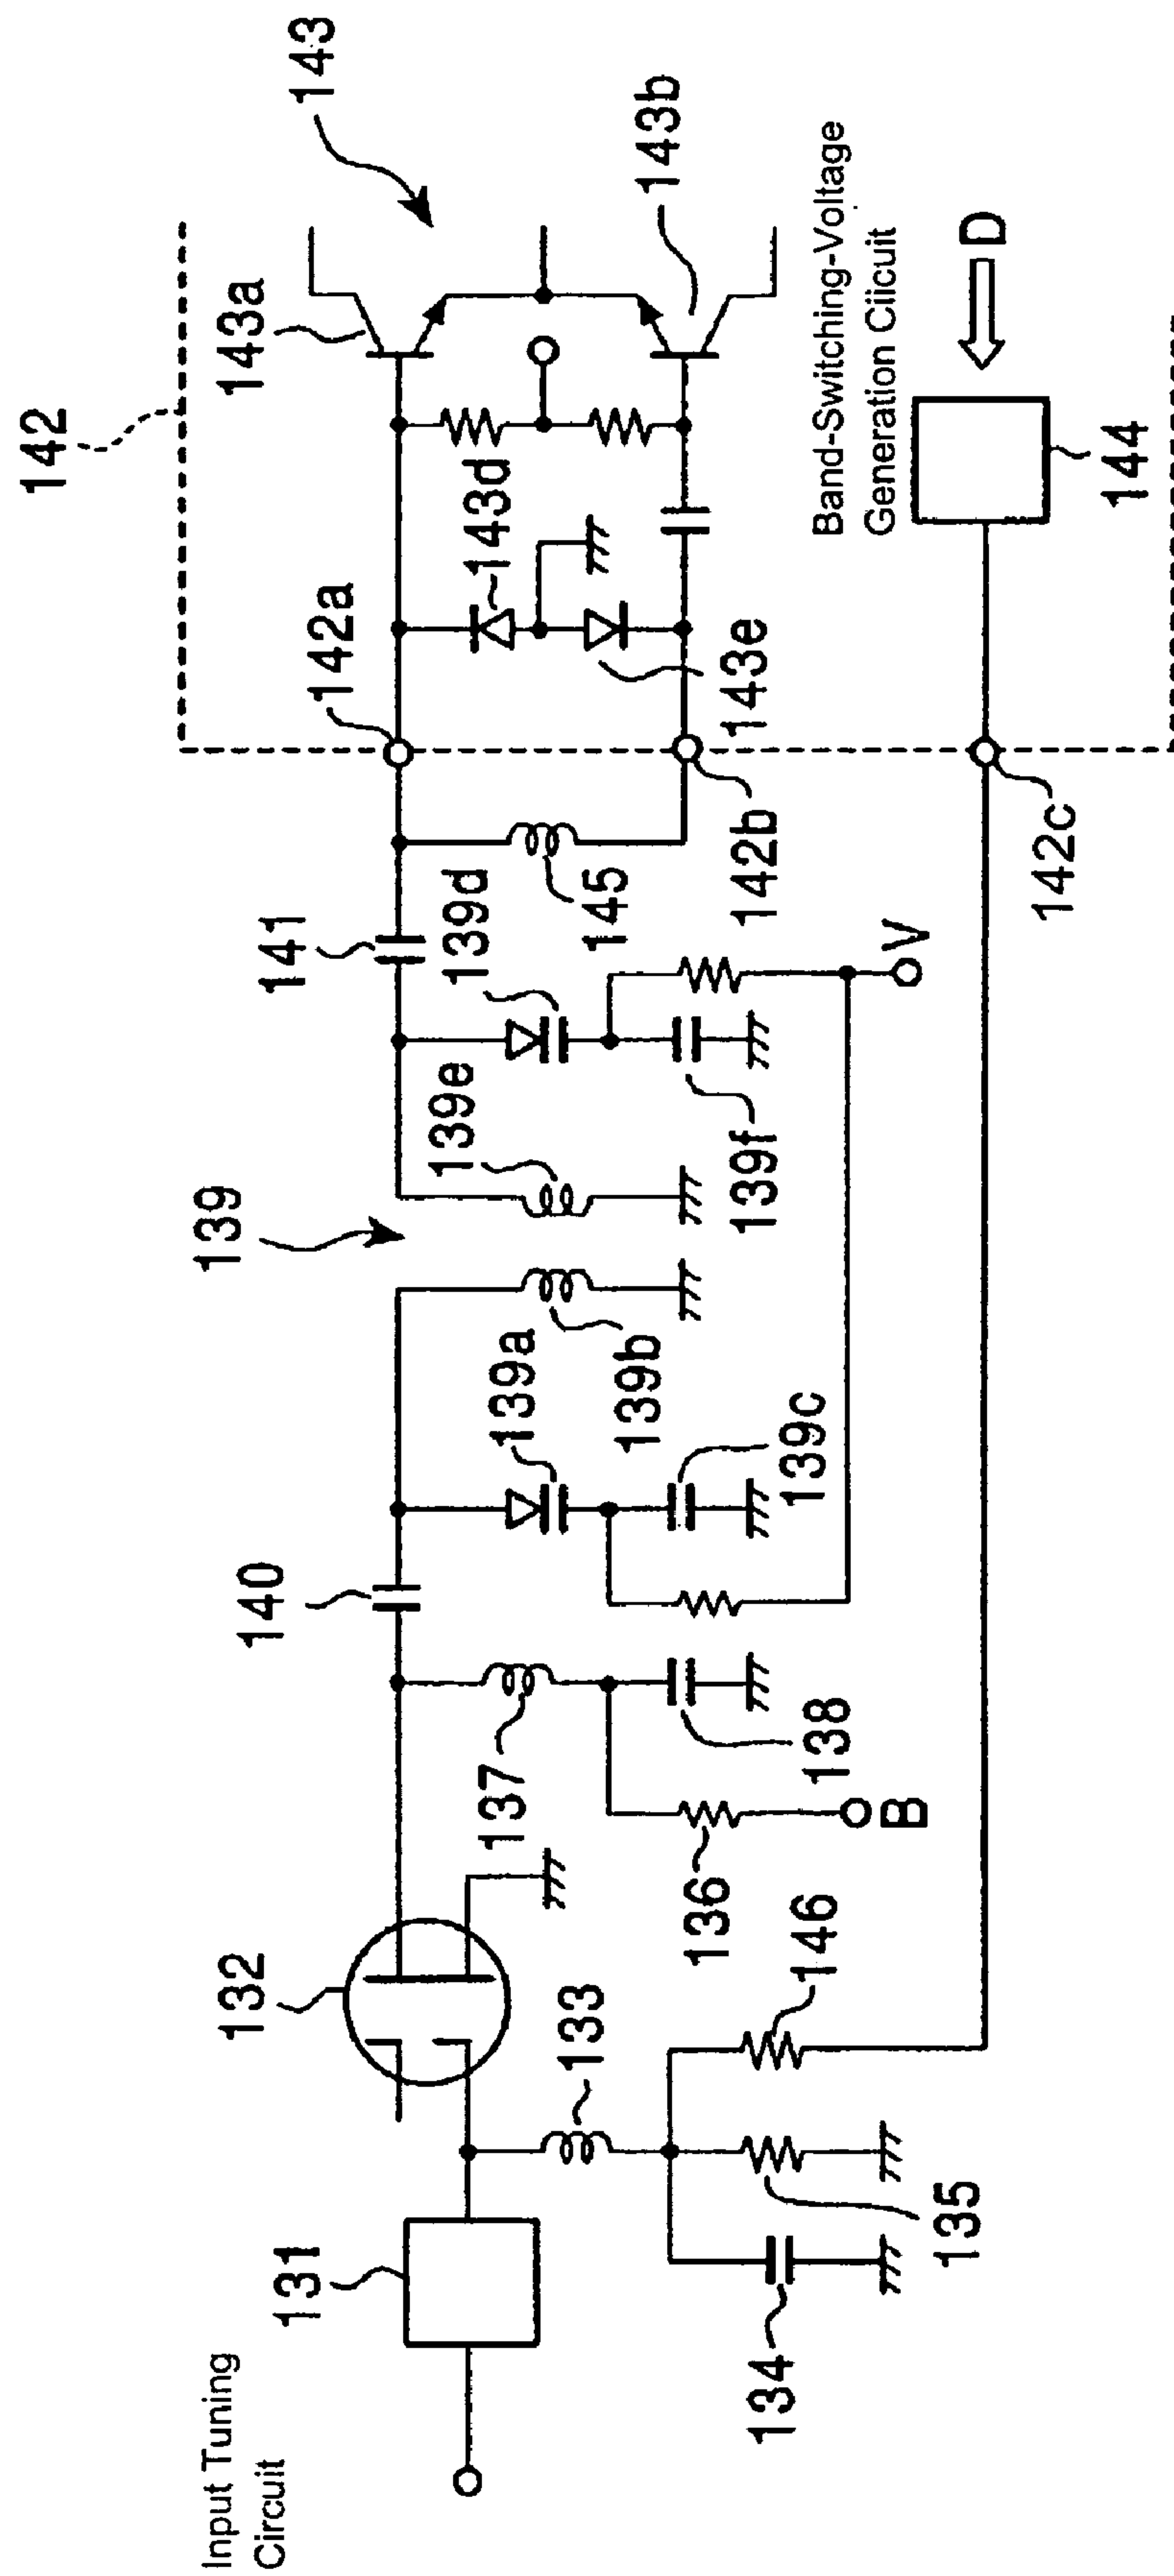 142
143
143a
143b
142a
143d
143e
142b
142c
Band-Switching-Voltage
Generation Ciicuit
D
144
141
139d
145
139
139e
139f
V
139a
139b
139c
140
137
138
136
B
132
133
146
135
134
131
Input Tuning
Circuit